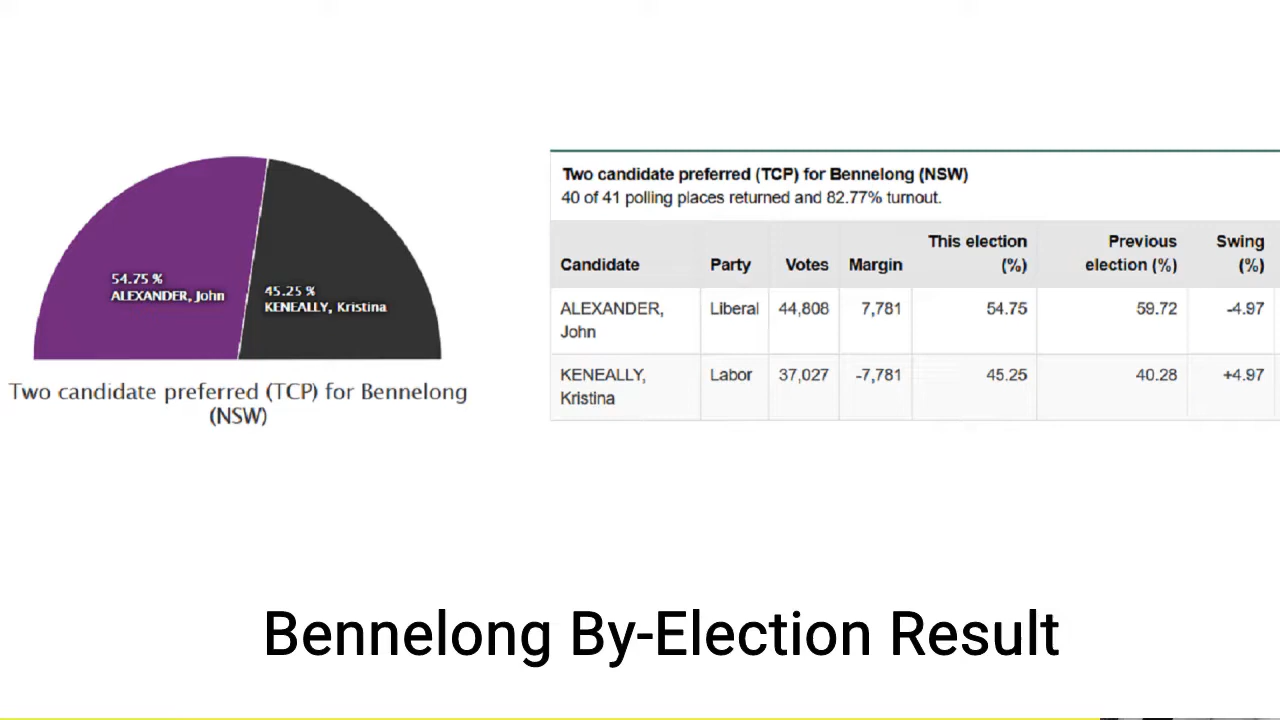 54.75 %
ALEXANDER, John
45.25 %
KENEALLY, Kristina
Two candidate preferred (TCP) for Bennelong
(NSW)
Two candidate preferred (TCP) for Bennelong (NSW)
40 of 41 polling places returned and 82.77% turnout.
Candidate Party Votes Margin This election (%) Previous election (%) Swing (%)
ALEXANDER, John Liberal 44,808 7,781 54.75 59.72 -4.97
KENEALLY, Kristina Labor 37,027 -7,781 45.25 40.28 +4.97
Bennelong By-Election Result